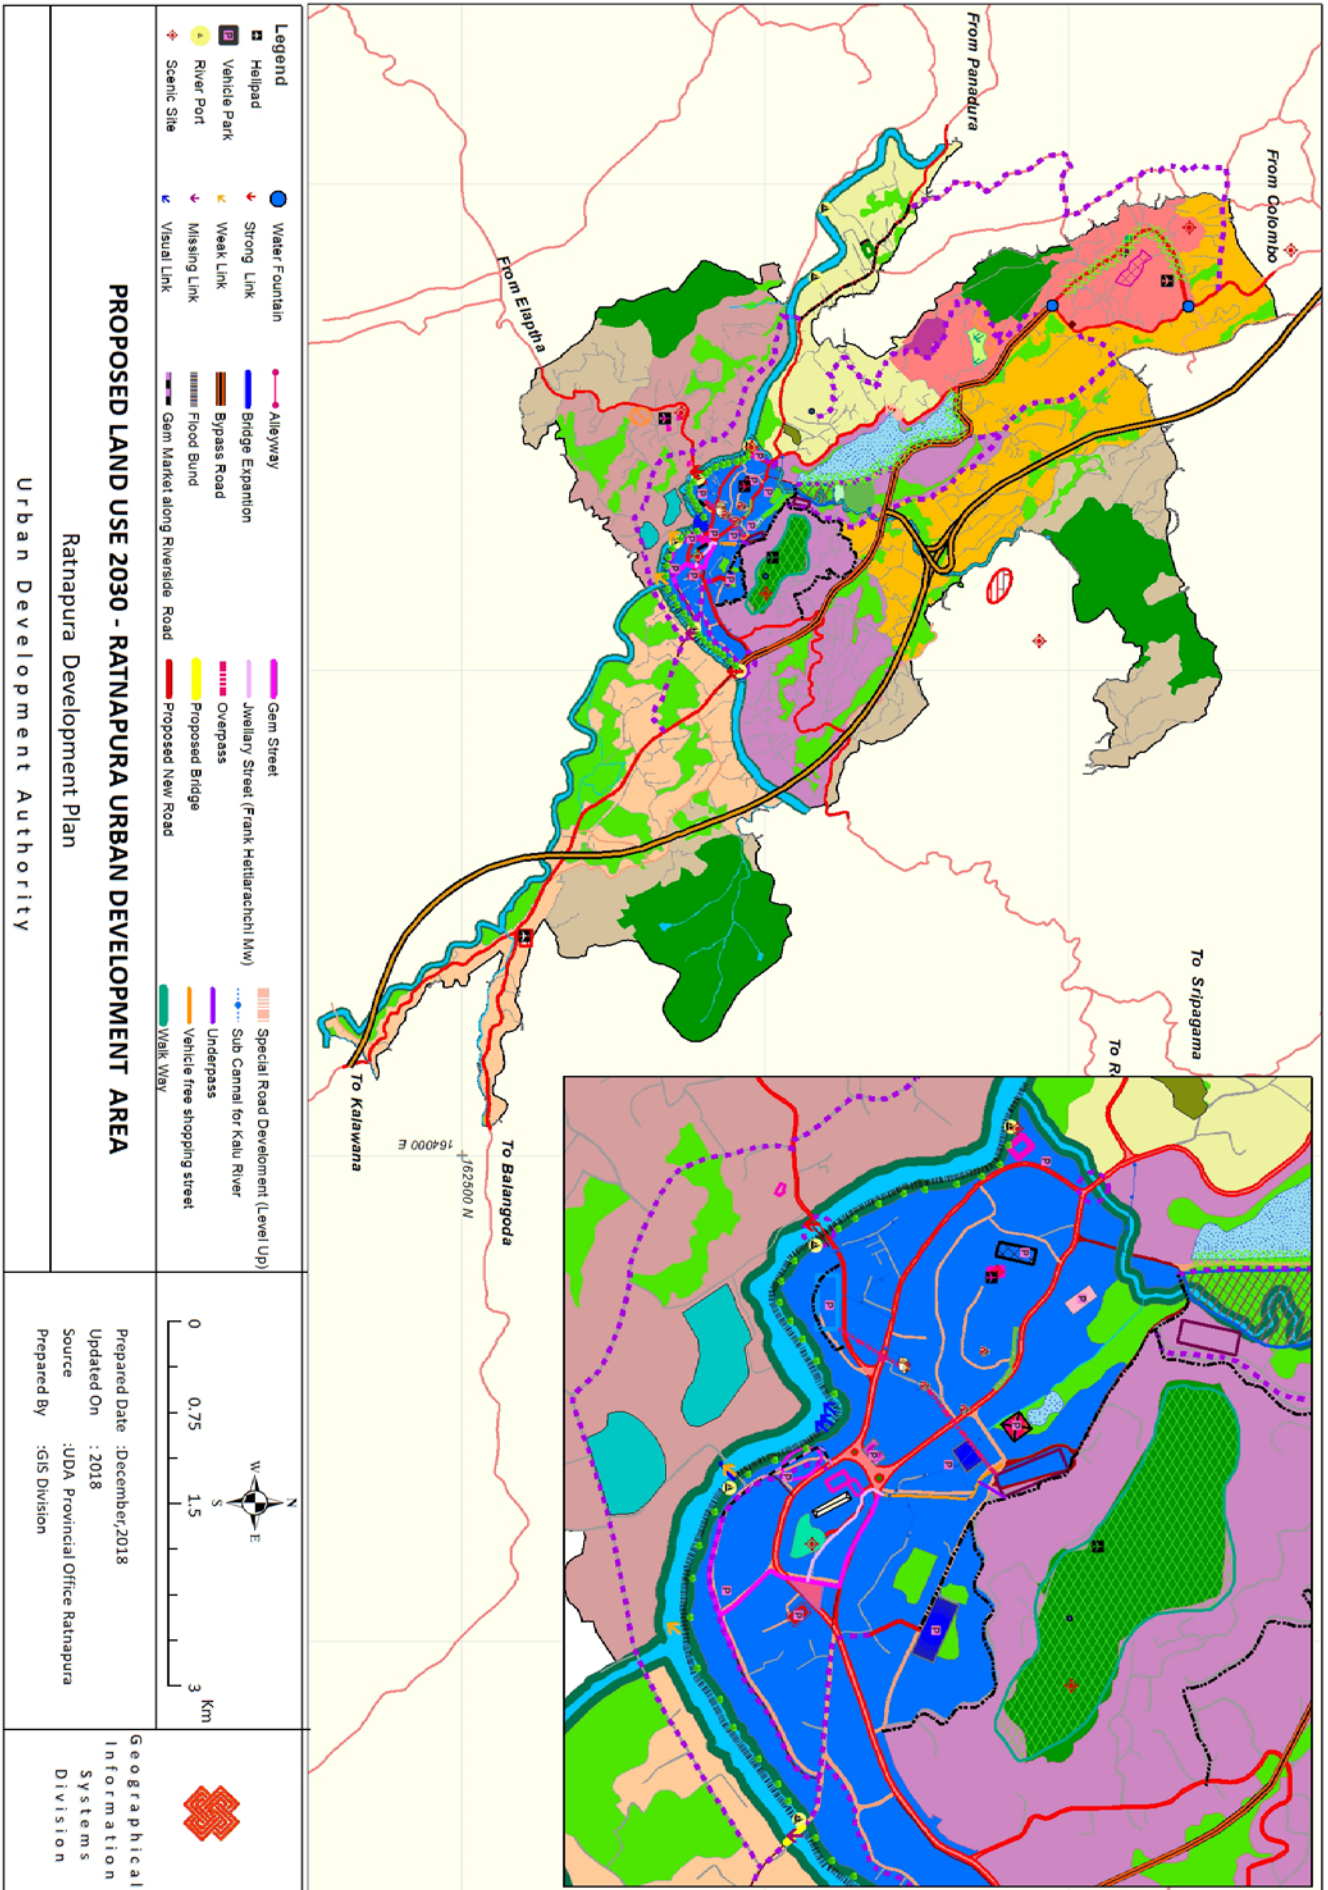 From Panadura
From Colombo
From Elaptha
To Sripagama
To R
To Kalawana
To Balangoda
164000 E
162500 N
Legend
Helipad
Vehicle Park
River Port
Scenic Site
Water Fountain
Strong Link
Weak Link
Missing Link
Visual Link
Alleyway
Bridge Expantion
Bypass Road
Flood Bund
Gem Market along Riverside Road
Gem Street
Jwellary Street (Frank Hettiarachchi Mw)
Overpass
Proposed Bridge
Proposed New Road
Special Road Develoment (Level Up)
Sub Cannal for Kalu River
Underpass
Vehicle free shopping street
Walk Way
PROPOSED LAND USE 2030 - RATNAPURA URBAN DEVELOPMENT AREA
Ratnapura Development Plan
Urban Development Authority
N
W
E
S
0 0.75 1.5 3
Km
Prepared Date :December,2018
Updated On : 2018
Source :UDA Provincial Office Ratnapura
Prepared By :GIS Division
Geographical
Information
Systems
Division
P
P
P
P
P
P
P
P
P
P